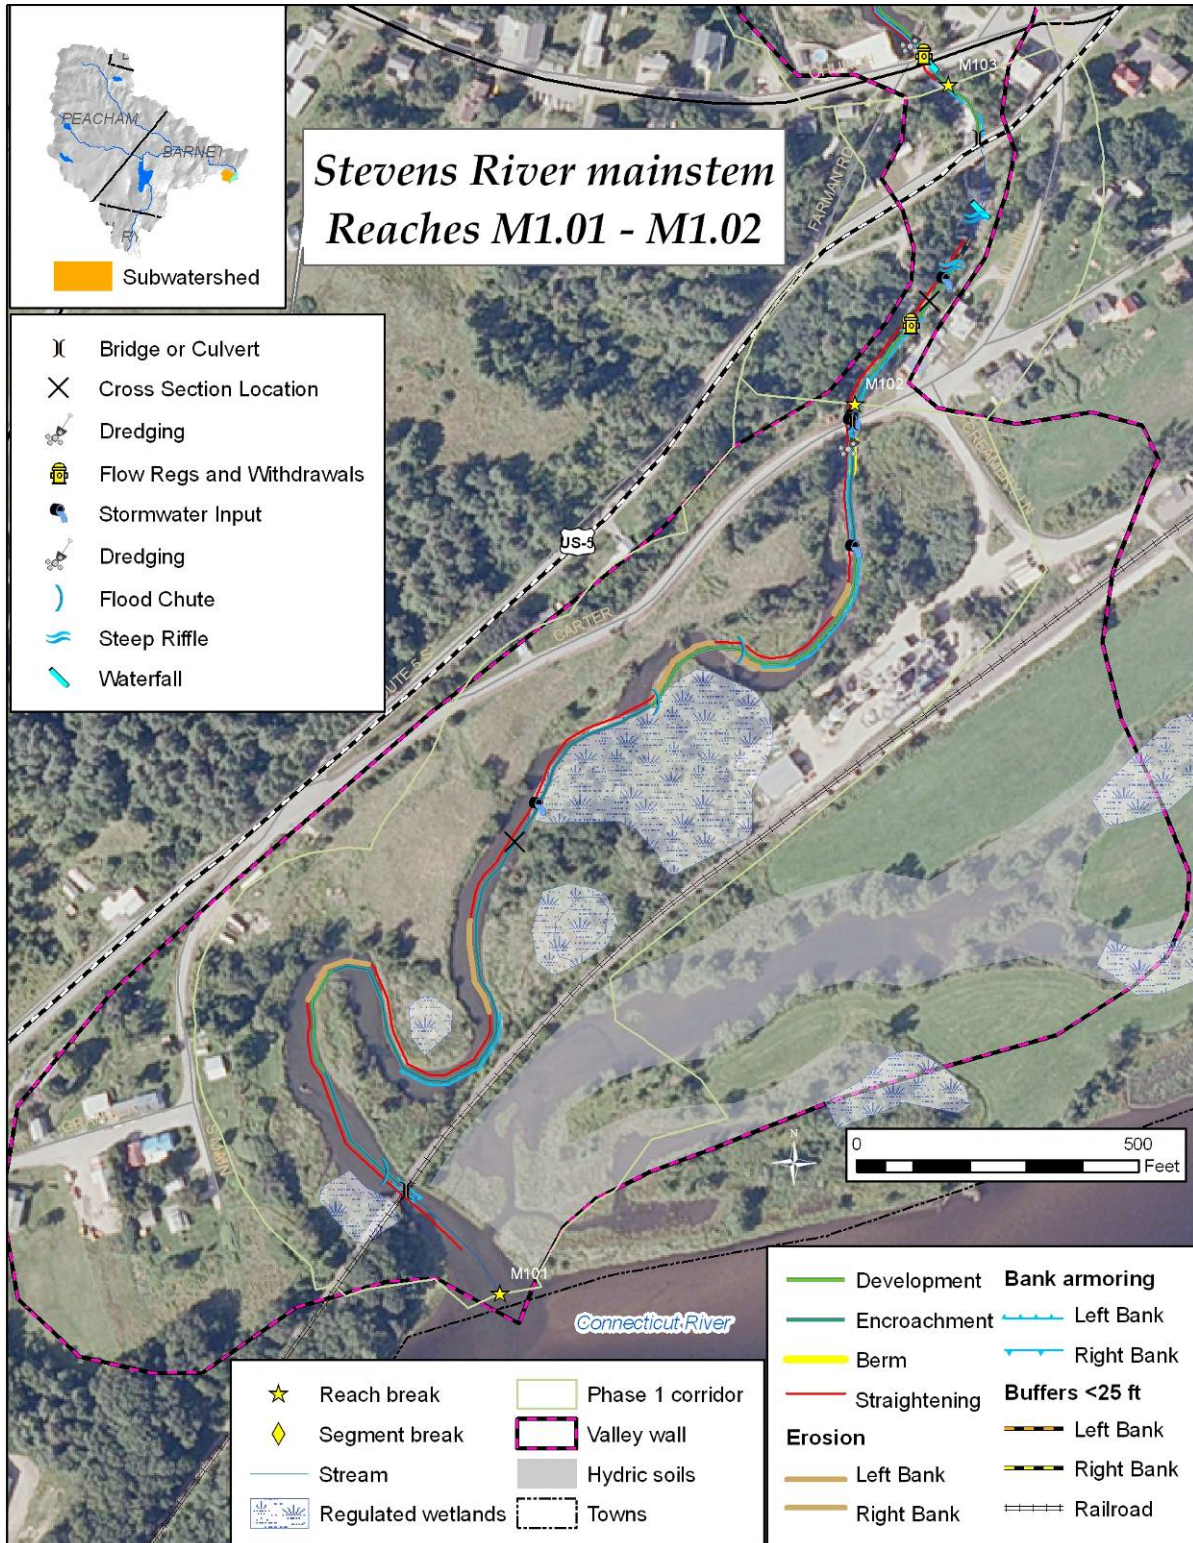 PEACHAM
BARNET
Subwatershed
Stevens River mainstem
Reaches M1.01 - M1.02
Bridge or Culvert
Cross Section Location
Dredging
Flow Regs and Withdrawals
Stormwater Input
Dredging
Flood Chute
Steep Riffle
Waterfall
CHURCH
M103
FARMAN RD
M102
US-5
CARTER
S MAIN
N
0 500
Feet
M101
Connecticut River
Reach break
Segment break
Stream
Regulated wetlands
Phase 1 corridor
Valley wall
Hydric soils
Towns
Development
Encroachment
Berm
Straightening
Erosion
Left Bank
Right Bank
Bank armoring
Left Bank
Right Bank
Buffers <25 ft
Left Bank
Right Bank
Railroad